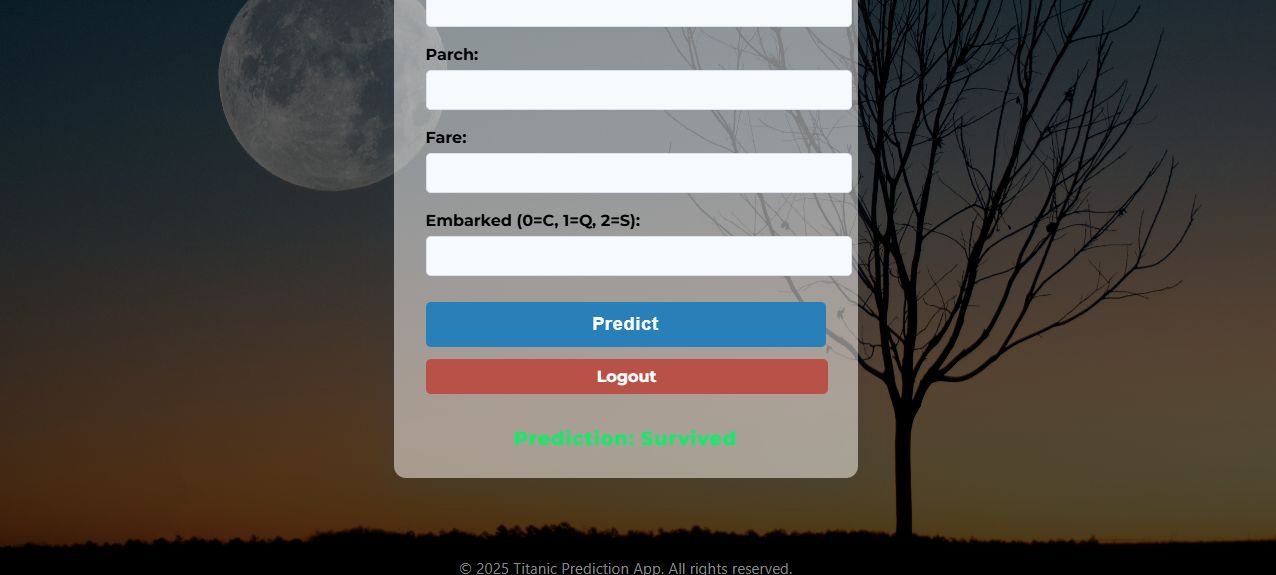 Parch:
Fare:
Embarked (0=C, 1=Q, 2=S):
Predict
Logout
Prediction: Survived
© 2025 Titanic Prediction App. All rights reserved.